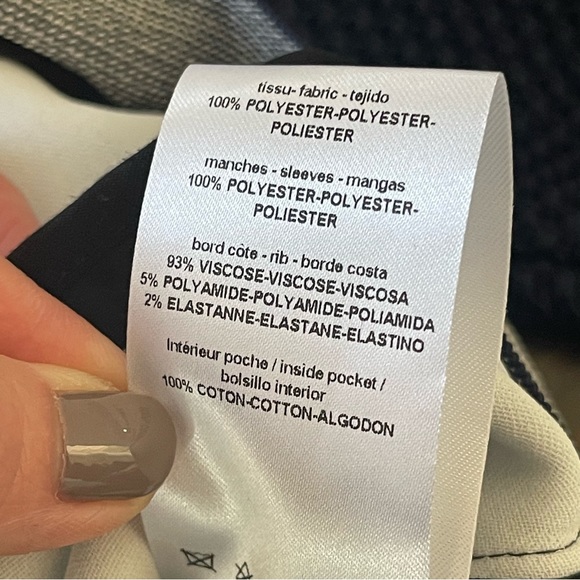 tissu- fabric - tejido
100% POLYESTER-POLYESTER-
POLIESTER
manches - sleeves - mangas
100% POLYESTER-POLYESTER-
POLIESTER
bord côte - rib - borde costa
93% VISCOSE-VISCOSE-VISCOSA
5% POLYAMIDE-POLYAMIDE-POLIAMIDA
2% ELASTANNE-ELASTANE-ELASTINO
Intérieur poche / inside pocket /
bolsillo interior
100% COTON-COTTON-ALGODON